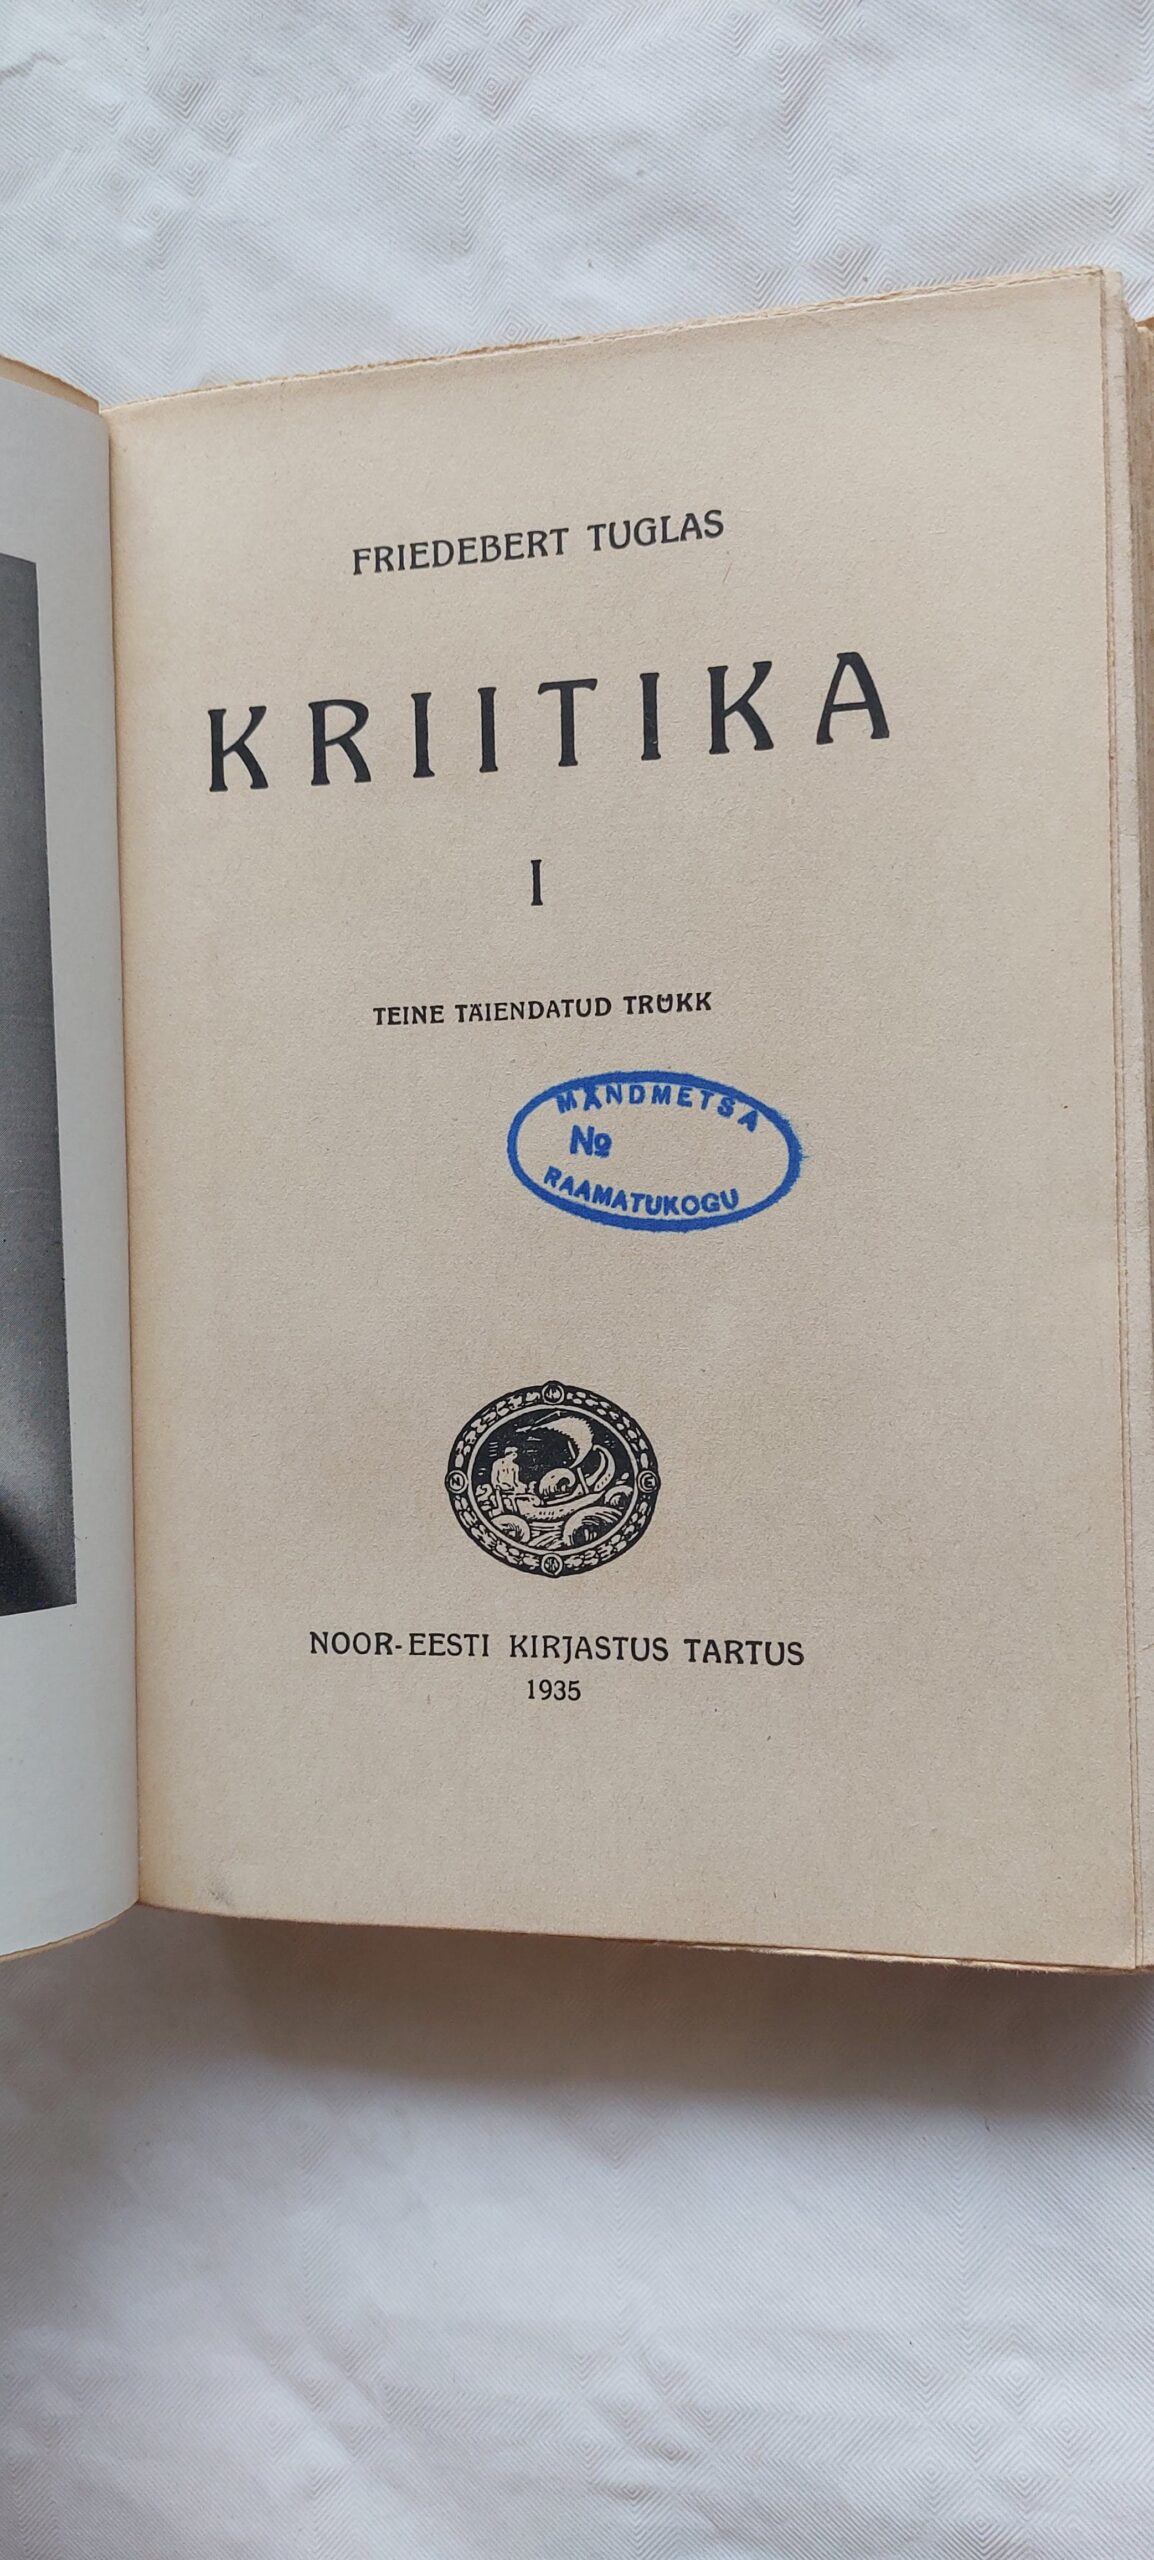 FRIEDEBERT TUGLAS
KRIITIKA
I
TEINE TÄIENDATUD TRÜKK
MÄNDMETSA
No
RAAMATUKOGU
NOOR-EESTI KIRJASTUS TARTUS
1935